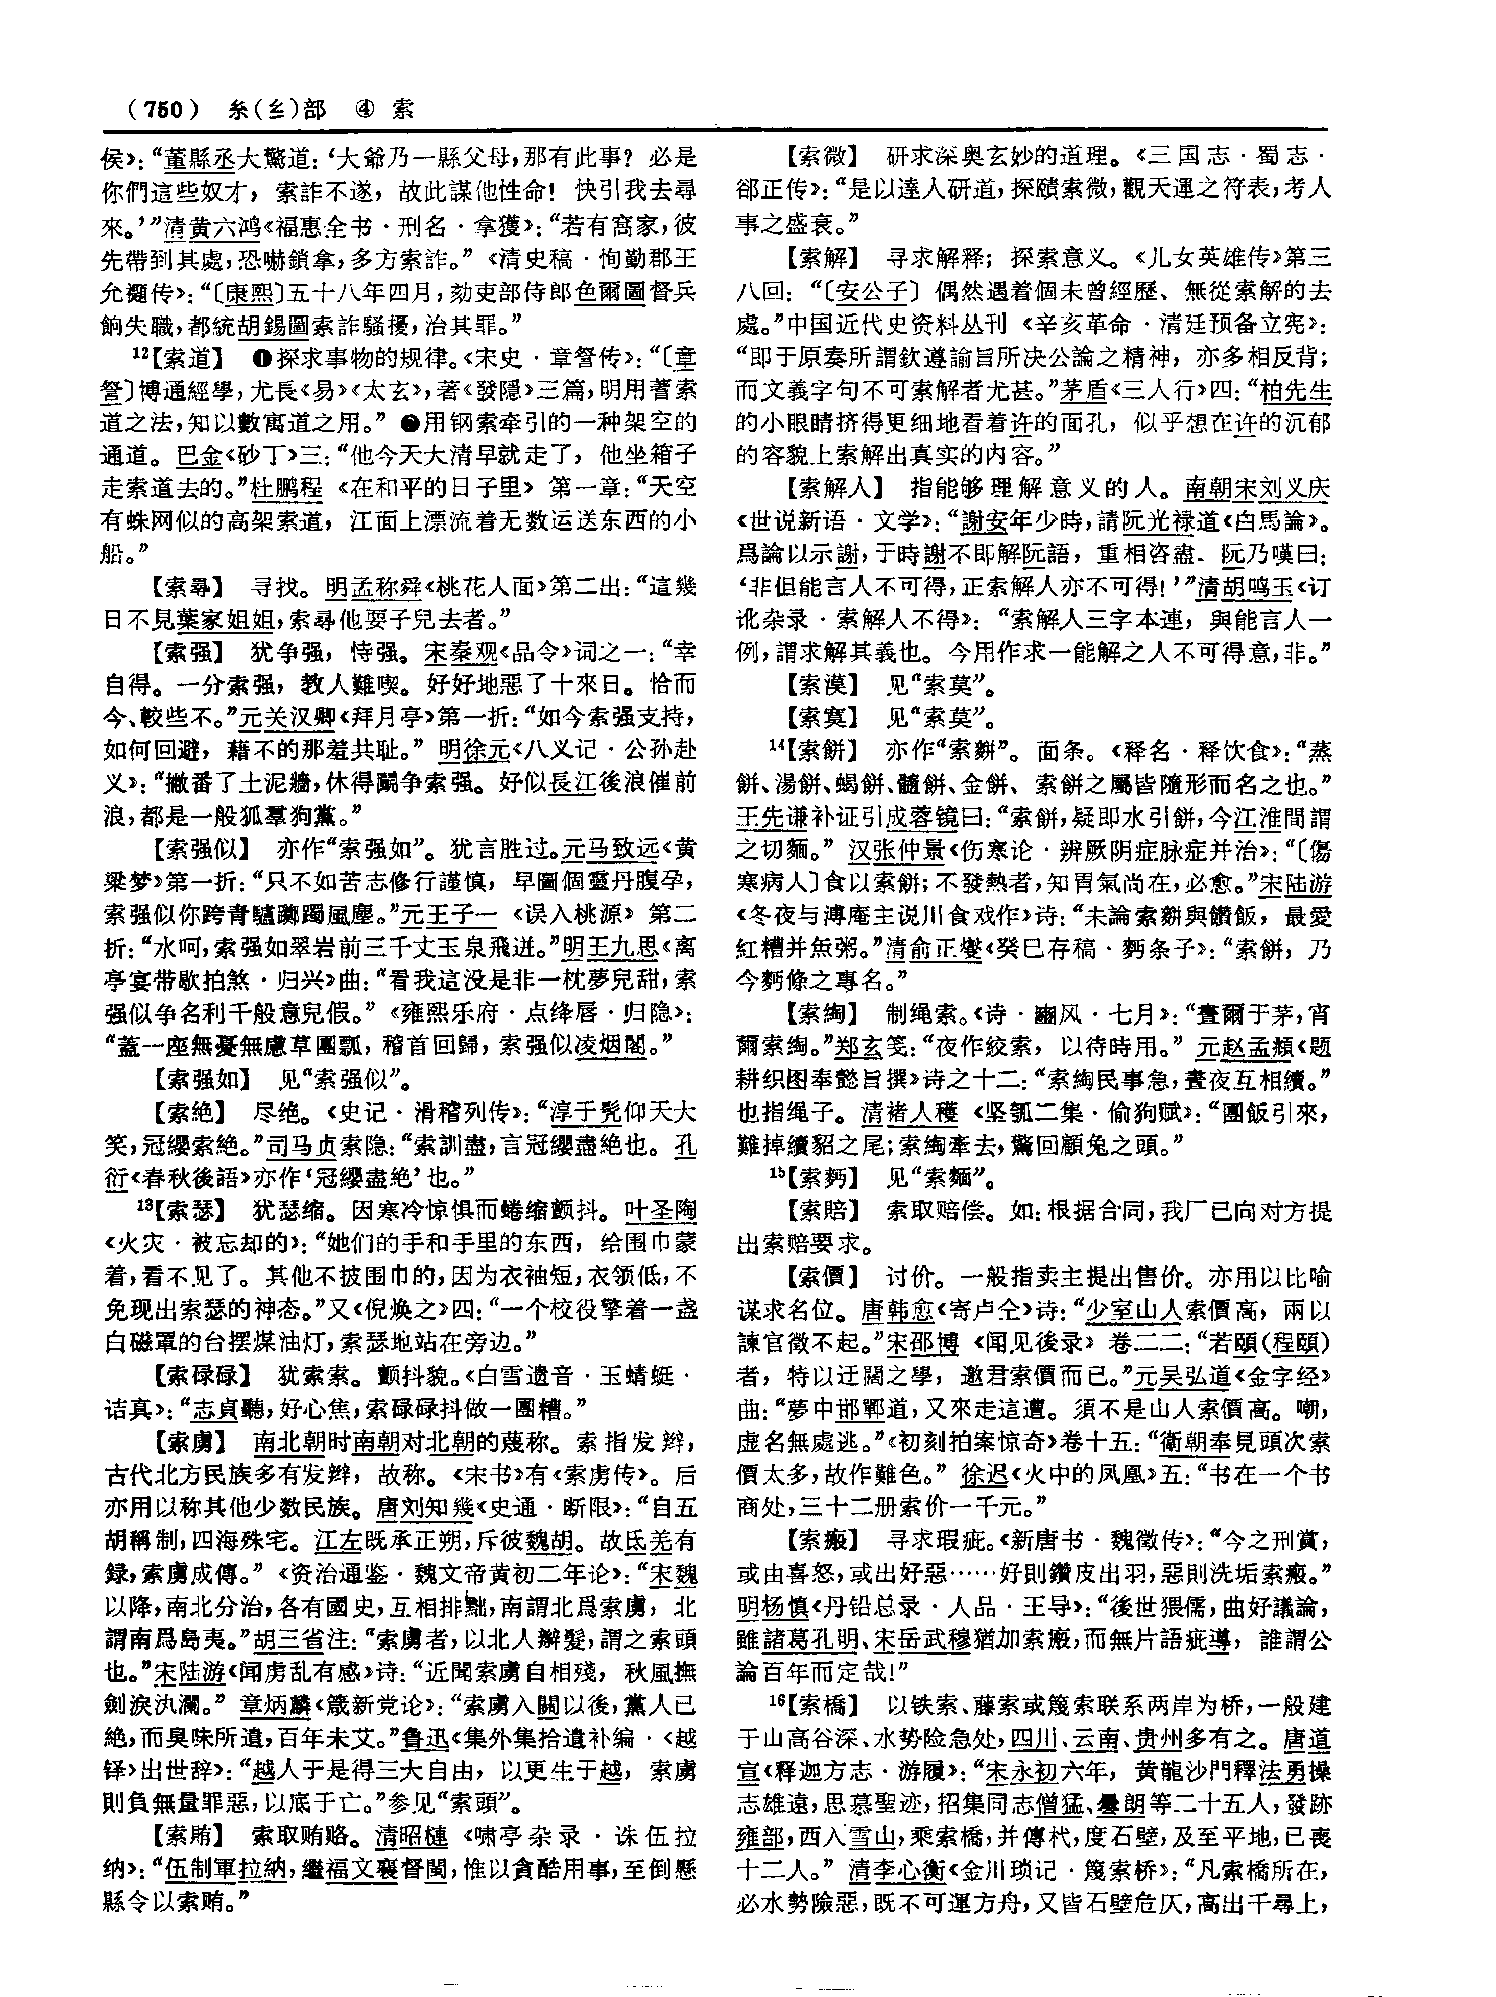 （750） 糸(纟)部 ④ 索
侯》：“董縣丞大驚道：‘大爺乃一縣父母，那有此事？必是
你們這些奴才，索詐不遂，故此謀他性命！快引我去尋
來。’”清黄六鸿《福惠全书·刑名·拿獲》：“若有窩家，彼
先帶到其處，恐嚇鎖拿，多方索詐。”《清史稿·恂勤郡王
允禵传》：“〔康熙〕五十八年四月，劾吏部侍郎色爾圖督兵
餉失職，都統胡錫圖索詐騷擾，治其罪。”
12【索道】 ❶探求事物的规律。《宋史·章詧传》：“〔章
詧〕博通經學，尤長《易》《太玄》，著《發隱》三篇，明用蓍索
道之法，知以數寓道之用。”❷用钢索牵引的一种架空的
通道。巴金《砂丁》三：“他今天大清早就走了，他坐箱子
走索道去的。”杜鹏程《在和平的日子里》第一章：“天空
有蛛网似的高架索道，江面上漂流着无数运送东西的小
船。”
【索尋】 寻找。明孟称舜《桃花人面》第二出：“這幾
日不見葉家姐姐，索尋他耍子兒去者。”
【索强】 犹争强，恃强。宋秦观《品令》词之一：“幸
自得。一分索强，教人難喫。好好地惡了十來日。恰而
今、較些不。”元关汉卿《拜月亭》第一折：“如今索强支持，
如何回避，藉不的那羞共耻。”明徐元《八义记·公孙赴
义》：“撇番了土泥牆，休得鬭争索强。好似長江後浪催前
浪，都是一般狐羣狗黨。”
【索强似】 亦作“索强如”。犹言胜过。元马致远《黄
粱梦》第一折：“只不如苦志修行謹慎，早圖個靈丹腹孕，
索强似你跨青驢躑躅風塵。”元王子一《误入桃源》第二
折：“水呵，索强如翠岩前三千丈玉泉飛迸。”明王九思《离
亭宴带歇拍煞·归兴》曲：“看我這没是非一枕夢兒甜，索
强似争名利千般意兒假。”《雍熙乐府·点绛唇·归隐》：
“蓋一座無憂無慮草團瓢，稽首回歸，索强似凌烟閣。”
【索强如】 见“索强似”。
【索絶】 尽绝。《史记·滑稽列传》：“淳于髡仰天大
笑，冠纓索絶。”司马贞索隐：“索訓盡，言冠纓盡絶也。孔
衍《春秋後語》亦作‘冠纓盡絶’也。”
13【索瑟】 犹瑟缩。因寒冷惊惧而蜷缩颤抖。叶圣陶
《火灾·被忘却的》：“她们的手和手里的东西，给围巾蒙
着，看不见了。其他不披围巾的，因为衣袖短，衣领低，不
免现出索瑟的神态。”又《倪焕之》四：“一个校役擎着一盏
白磁罩的台摆煤油灯，索瑟地站在旁边。”
【索碌碌】 犹索索。颤抖貌。《白雪遗音·玉蜻蜓·
诘真》：“志貞聽，好心焦，索碌碌抖做一團糟。”
【索虜】 南北朝时南朝对北朝的蔑称。索指发辫，
古代北方民族多有发辫，故称。《宋书》有《索虏传》。后
亦用以称其他少数民族。唐刘知幾《史通·断限》：“自五
胡稱制，四海殊宅。江左既承正朔，斥彼魏胡。故氐羌有
録，索虜成傳。”《资治通鉴·魏文帝黄初二年论》：“宋魏
以降，南北分治，各有國史，互相排黜，南謂北爲索虜，北
謂南爲島夷。”胡三省注：“索虜者，以北人辮髮，謂之索頭
也。”宋陆游《闻虏乱有感》诗：“近聞索虜自相殘，秋風撫
劍淚汍瀾。”章炳麟《箴新党论》：“索虜入關以後，黨人已
絶，而臭味所遺，百年未艾。”鲁迅《集外集拾遗补编·〈越
铎〉出世辞》：“越人于是得三大自由，以更生于越，索虜
則負無量罪惡，以底于亡。”参见“索頭”。
【索賄】 索取贿赂。清昭槤《啸亭杂录·诛伍拉
纳》：“伍制軍拉納，繼福文襄督閩，惟以貪酷用事，至倒懸
縣令以索賄。”
【索微】 研求深奥玄妙的道理。《三国志·蜀志·
郤正传》：“是以達人研道，探賾索微，觀天運之符表，考人
事之盛衰。”
【索解】 寻求解释；探索意义。《儿女英雄传》第三
八回：“〔安公子〕偶然遇着個未曾經歷、無從索解的去
處。”中国近代史资料丛刊《辛亥革命·清廷预备立宪》：
“即于原奏所謂欽遵諭旨所决公論之精神，亦多相反背；
而文義字句不可索解者尤甚。”茅盾《三人行》四：“柏先生
的小眼睛挤得更细地看着许的面孔，似乎想在许的沉郁
的容貌上索解出真实的内容。”
【索解人】 指能够理解意义的人。南朝宋刘义庆
《世说新语·文学》：“謝安年少時，請阮光禄道《白馬論》。
爲論以示謝，于時謝不即解阮語，重相咨盡。阮乃嘆曰：
‘非但能言人不可得，正索解人亦不可得！’”清胡鸣玉《订
讹杂录·索解人不得》：“索解人三字本連，與能言人一
例，謂求解其義也。今用作求一能解之人不可得意，非。”
【索漠】 见“索莫”。
【索寞】 见“索莫”。
14【索餅】 亦作“索麫”。面条。《释名·释饮食》：“蒸
餅、湯餅、蝎餅、髓餅、金餅、索餅之屬皆隨形而名之也。”
王先谦补证引成蓉镜曰：“索餅，疑即水引餅，今江淮間謂
之切麵。”汉张仲景《伤寒论·辨厥阴症脉症并治》：“〔傷
寒病人〕食以索餅；不發熱者，知胃氣尚在，必愈。”宋陆游
《冬夜与溥庵主说川食戏作》诗：“未論索麫與饡飯，最愛
紅糟并缹粥。”清俞正燮《癸巳存稿·麪条子》：“索餅，乃
今麪條之專名。”
【索綯】 制绳索。《诗·豳风·七月》：“晝爾于茅，宵
爾索綯。”郑玄笺：“夜作絞索，以待時用。”元赵孟頫《题
耕织图奉懿旨撰》诗之十二：“索綯民事急，晝夜互相續。”
也指绳子。清褚人穫《坚瓠二集·偷狗赋》：“團飯引來，
難掉續貂之尾；索綯牽去，驚回顧兔之頭。”
15【索麪】 见“索麵”。
【索賠】 索取赔偿。如：根据合同，我厂已向对方提
出索赔要求。
【索價】 讨价。一般指卖主提出售价。亦用以比喻
谋求名位。唐韩愈《寄卢仝》诗：“少室山人索價高，兩以
諫官徵不起。”宋邵博《闻见後录》卷二二：“若頤（程頤）
者，特以迂闊之學，邀君索價而已。”元吴弘道《金字经》
曲：“夢中邯鄲道，又來走這遭。須不是山人索價高。嘲，
虚名無處逃。”《初刻拍案惊奇》卷十五：“衛朝奉見頭次索
價太多，故作難色。”徐迟《火中的凤凰》五：“书在一个书
商处，三十二册索价一千元。”
【索瘢】 寻求瑕疵。《新唐书·魏徵传》：“今之刑賞，
或由喜怒，或出好惡……好則鑽皮出羽，惡則洗垢索瘢。”
明杨慎《丹铅总录·人品·王导》：“後世猥儒，曲好議論，
雖諸葛孔明、宋岳武穆猶加索瘢，而無片語疵導，誰謂公
論百年而定哉！”
16【索橋】 以铁索、藤索或篾索联系两岸为桥，一般建
于山高谷深、水势险急处，四川、云南、贵州多有之。唐道
宣《释迦方志·游履》：“宋永初六年，黄龍沙門釋法勇操
志雄遠，思慕聖迹，招集同志僧猛、曇朗等二十五人，發跡
雍部，西入雪山，乘索橋，并傳杙，度石壁，及至平地，已喪
十二人。”清李心衡《金川琐记·篾索桥》：“凡索橋所在，
必水勢險惡，既不可運方舟，又皆石壁危仄，高出千尋上，